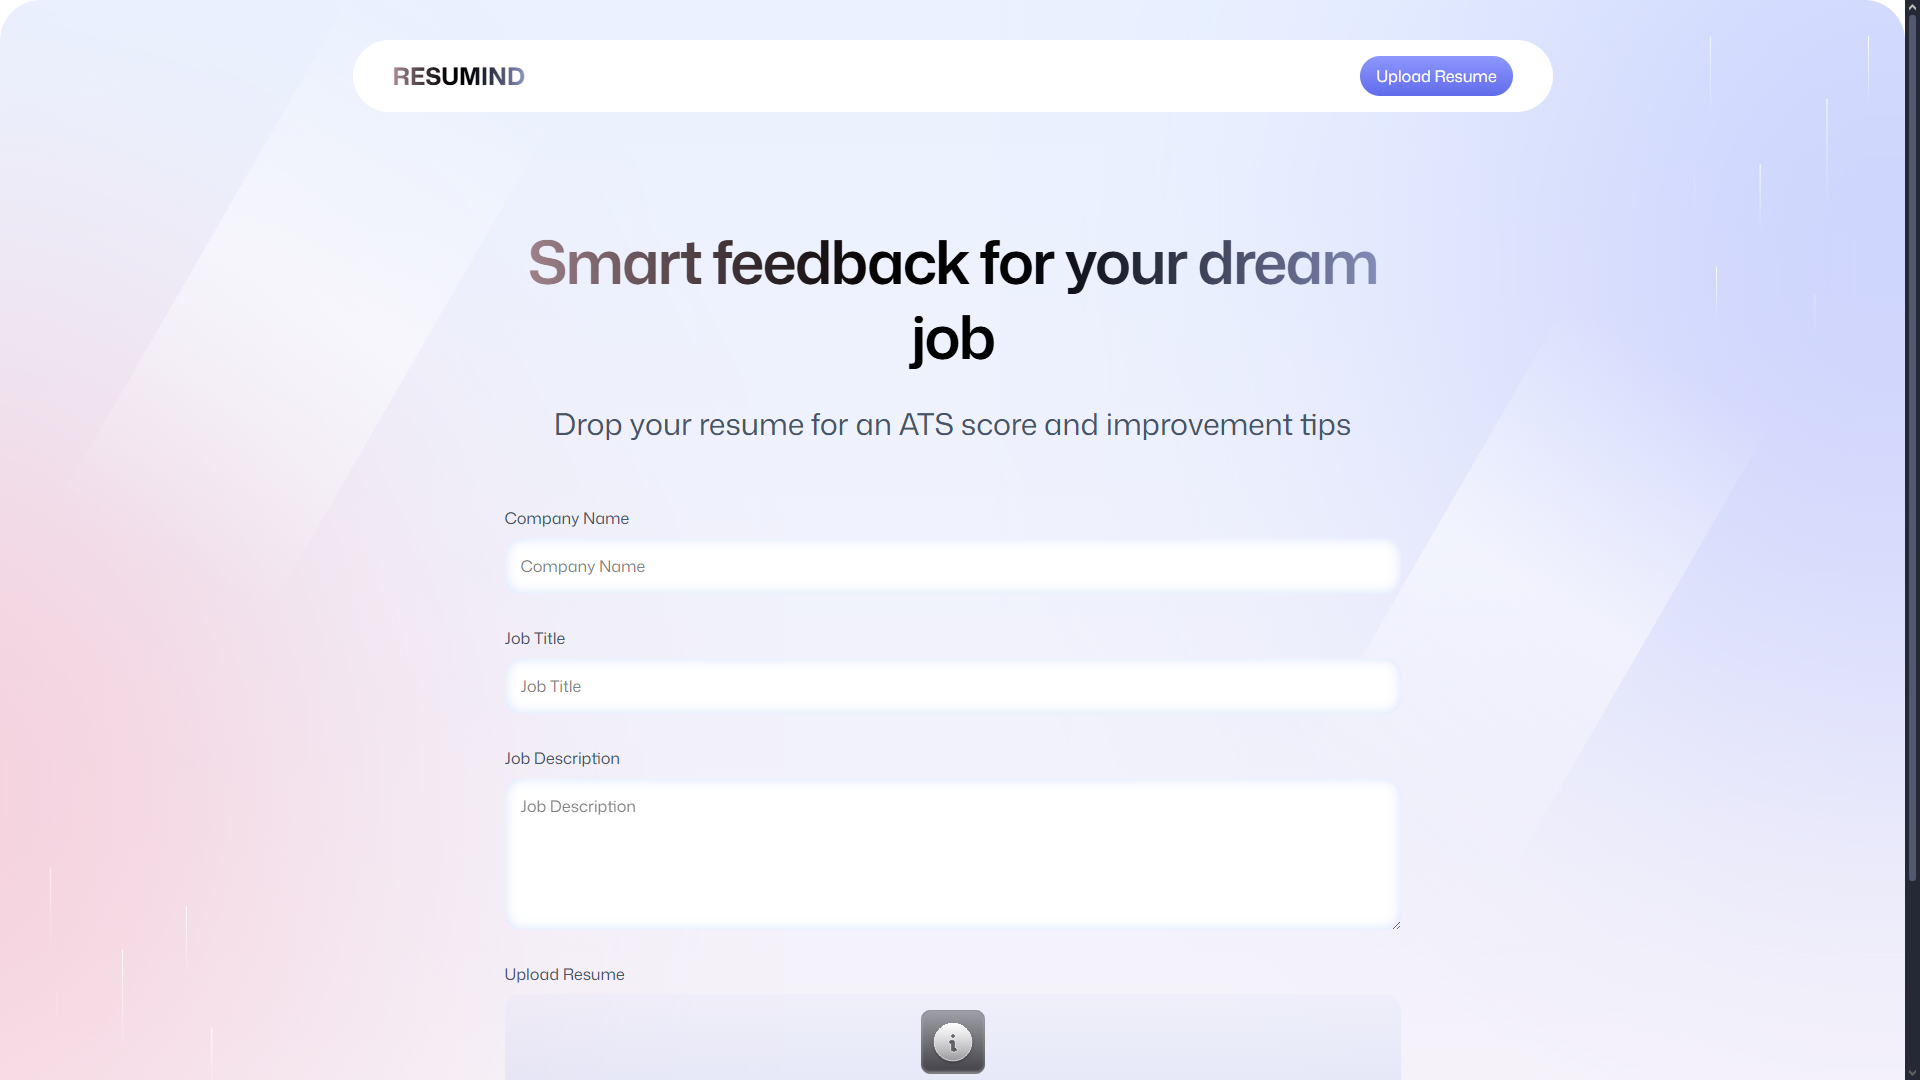 RESUMIND
Upload Resume
Smart feedback for your dream
job
Drop your resume for an ATS score and improvement tips
Company Name
Company Name
Job Title
Job Title
Job Description
Job Description
Upload Resume